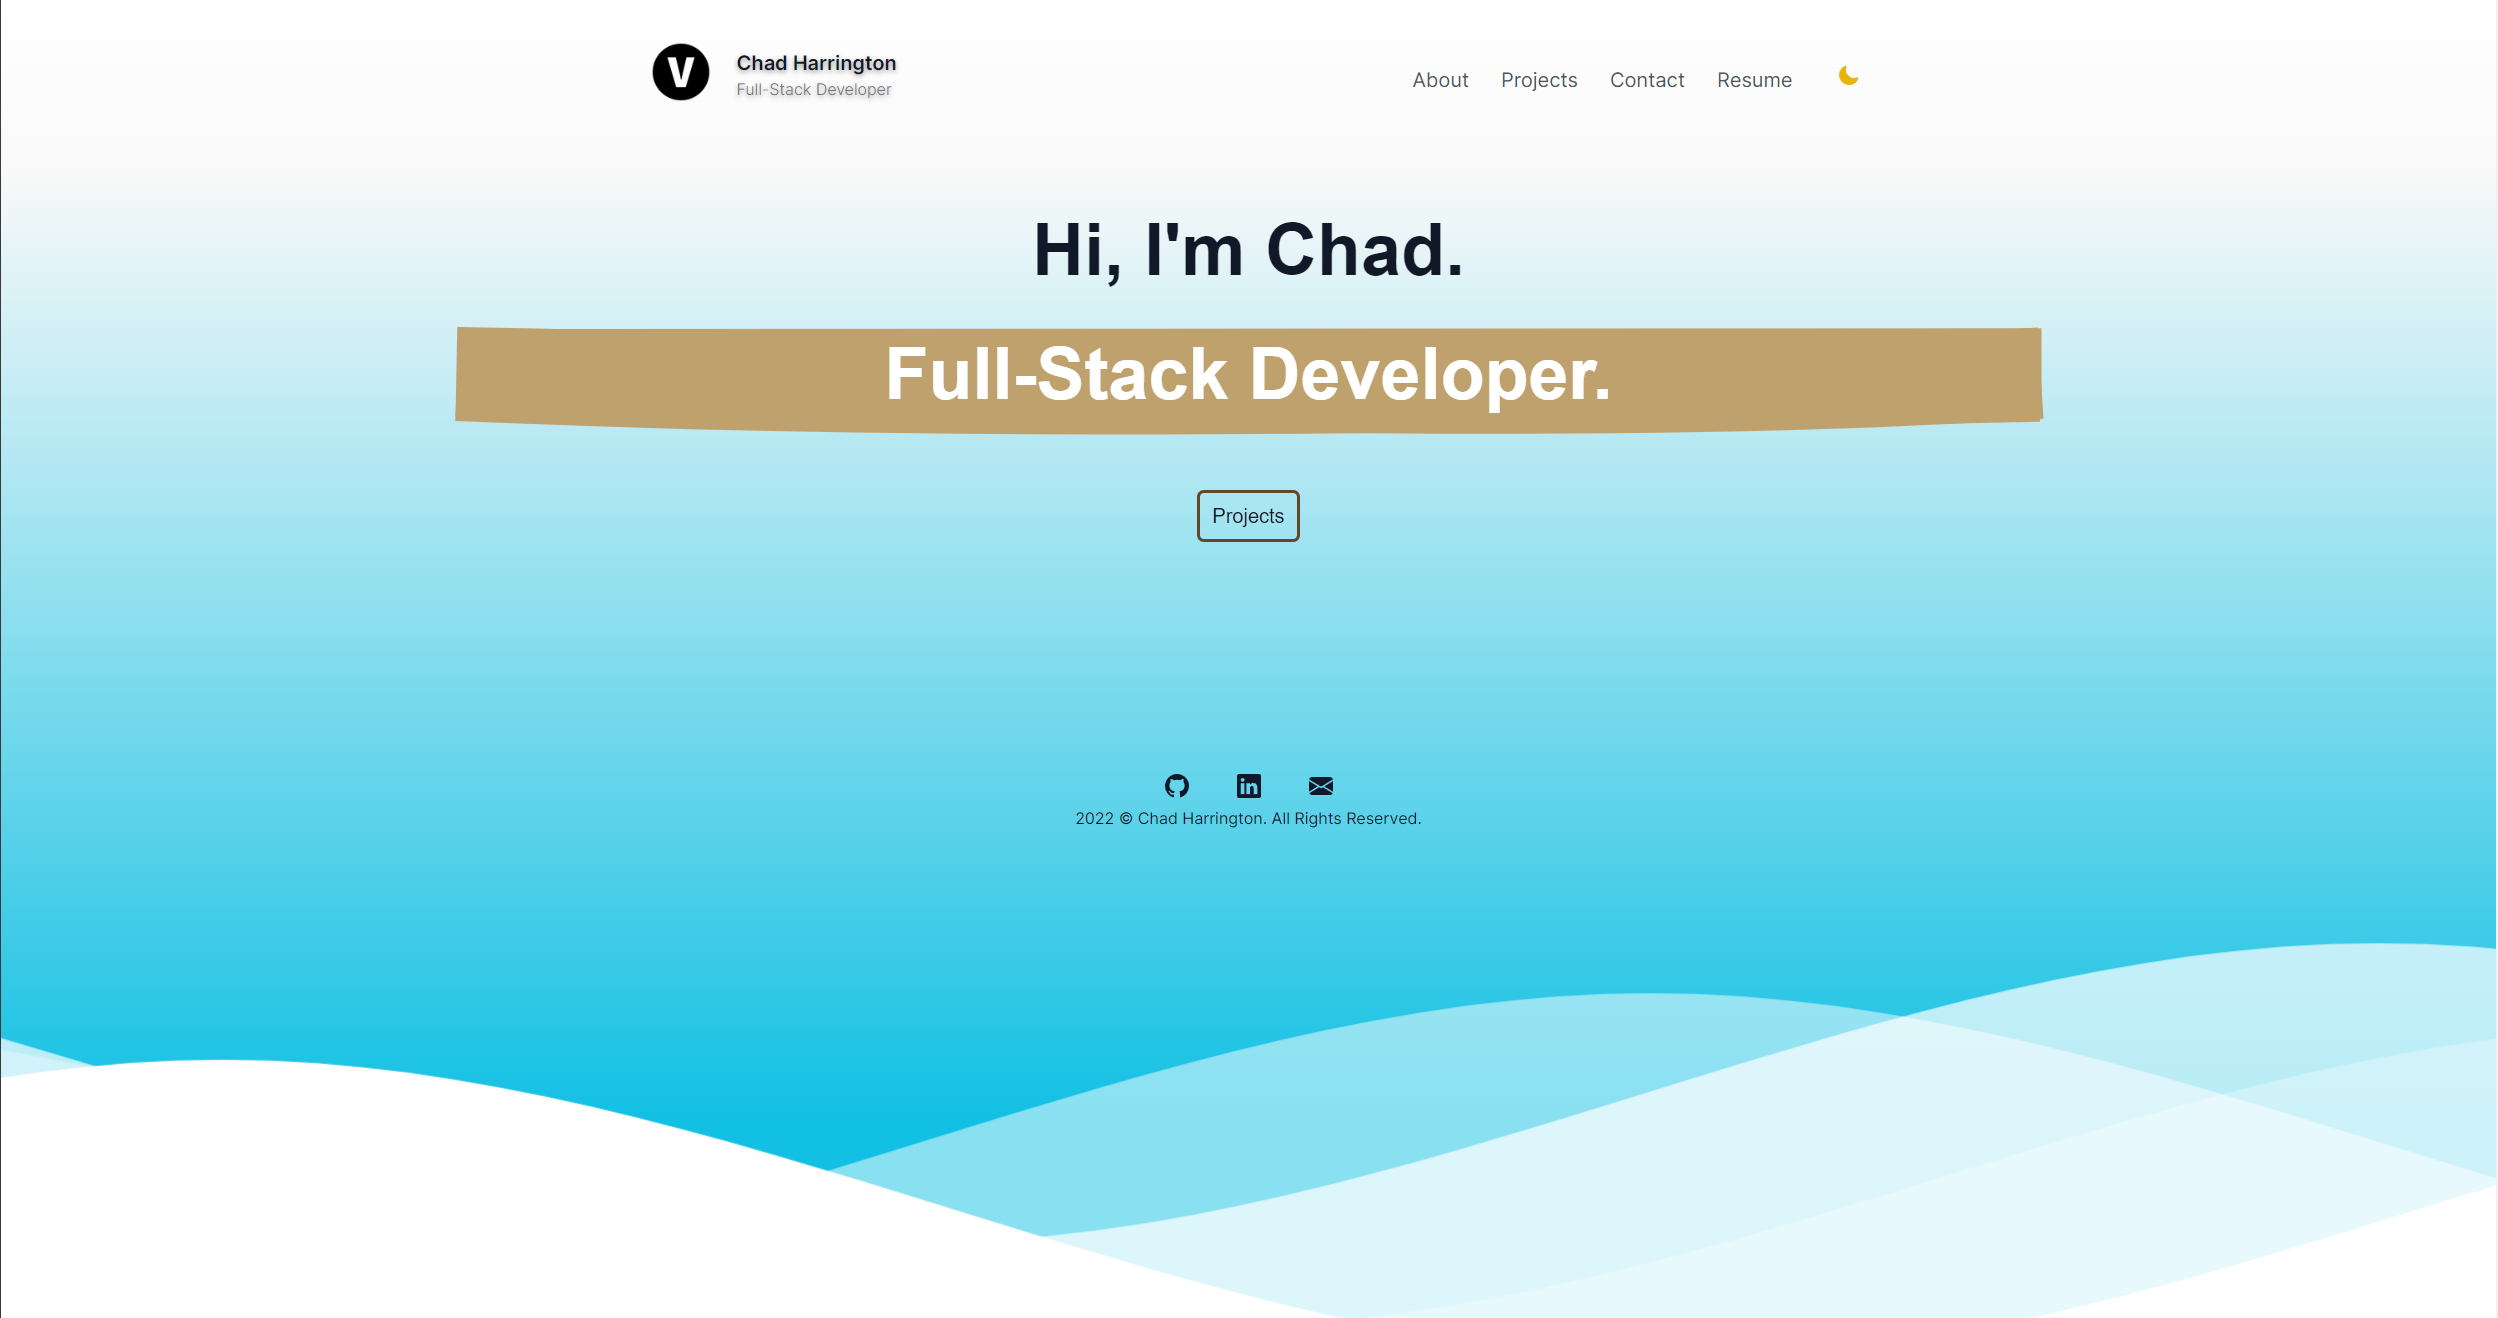 V
Chad Harrington
Full-Stack Developer
About Projects Contact Resume
Hi, I'm Chad.
Full-Stack Developer.
Projects
in
2022 © Chad Harrington. All Rights Reserved.